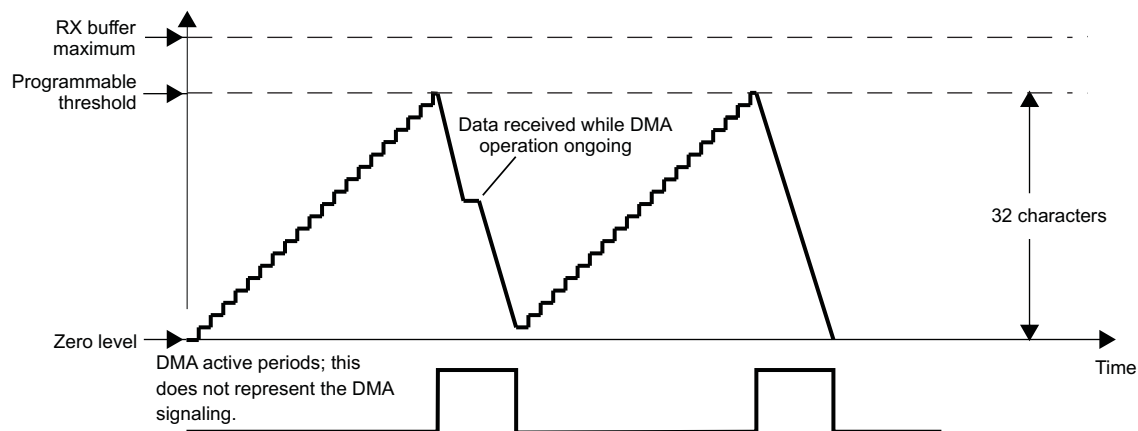 RX buffer
maximum
Programmable
threshold
Data received while DMA
operation ongoing
32 characters
Zero level
Time
DMA active periods; this
does not represent the DMA
signaling.